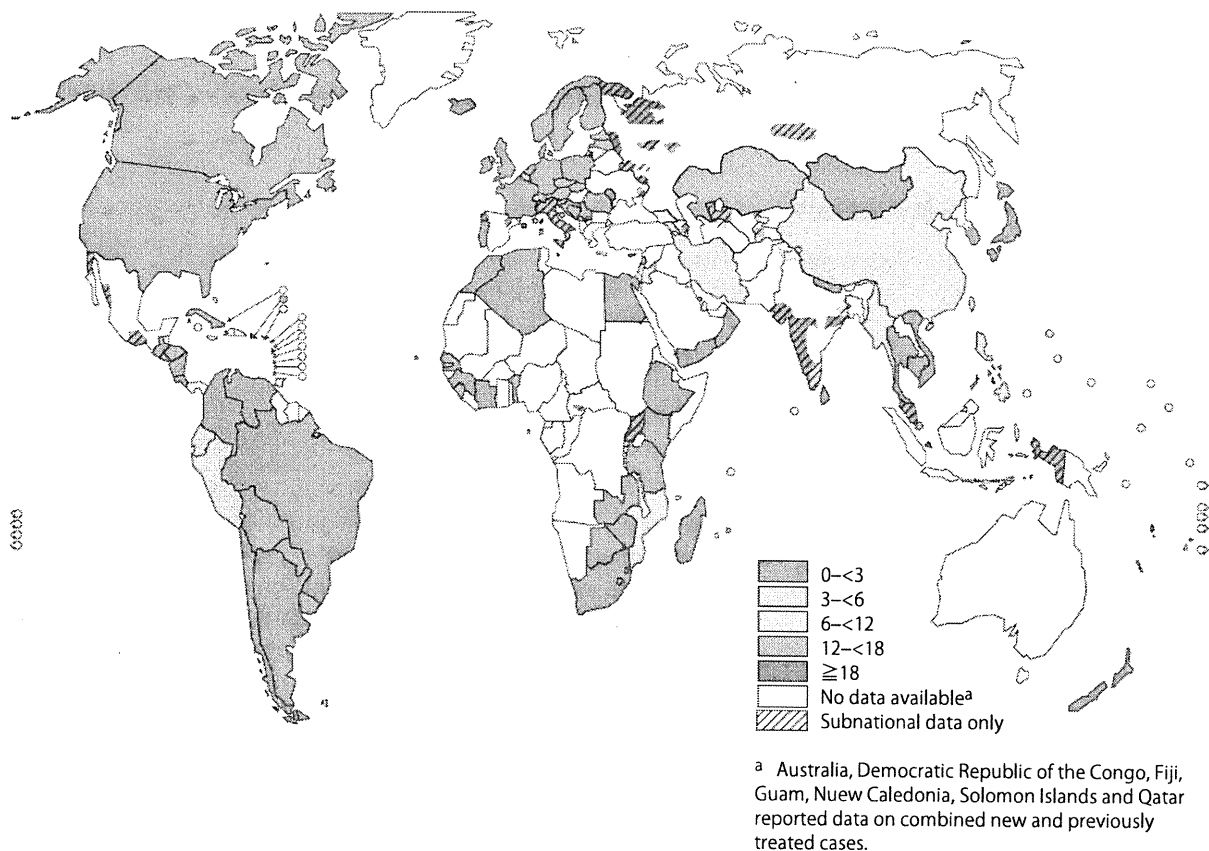 0–<3
3–<6
6–<12
12–<18
≧18
No data availableᵃ
Subnational data only
ᵃ Australia, Democratic Republic of the Congo, Fiji,
Guam, Nuew Caledonia, Solomon Islands and Qatar
reported data on combined new and previously
treated cases.